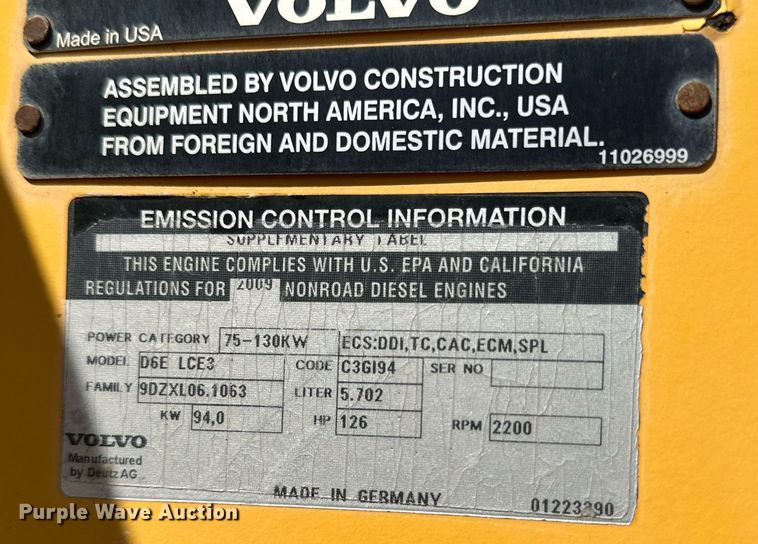 VOLVO
Made in USA
ASSEMBLED BY VOLVO CONSTRUCTION
EQUIPMENT NORTH AMERICA, INC., USA
FROM FOREIGN AND DOMESTIC MATERIAL.
11026999
EMISSION CONTROL INFORMATION
SUPPLEMENTARY LABEL
THIS ENGINE COMPLIES WITH U.S. EPA AND CALIFORNIA
REGULATIONS FOR 2009 NONROAD DIESEL ENGINES
POWER CATEGORY 75-130KW ECS:DDI,TC,CAC,ECM,SPL
MODEL D6E LCE3 CODE C3GI94 SER NO
FAMILY 9DZXL06.1063 LITER 5.702
KW 94,0 HP 126 RPM 2200
VOLVO
Manufactured
by Deutz AG
MADE IN GERMANY 01223390
Purple Wave Auction